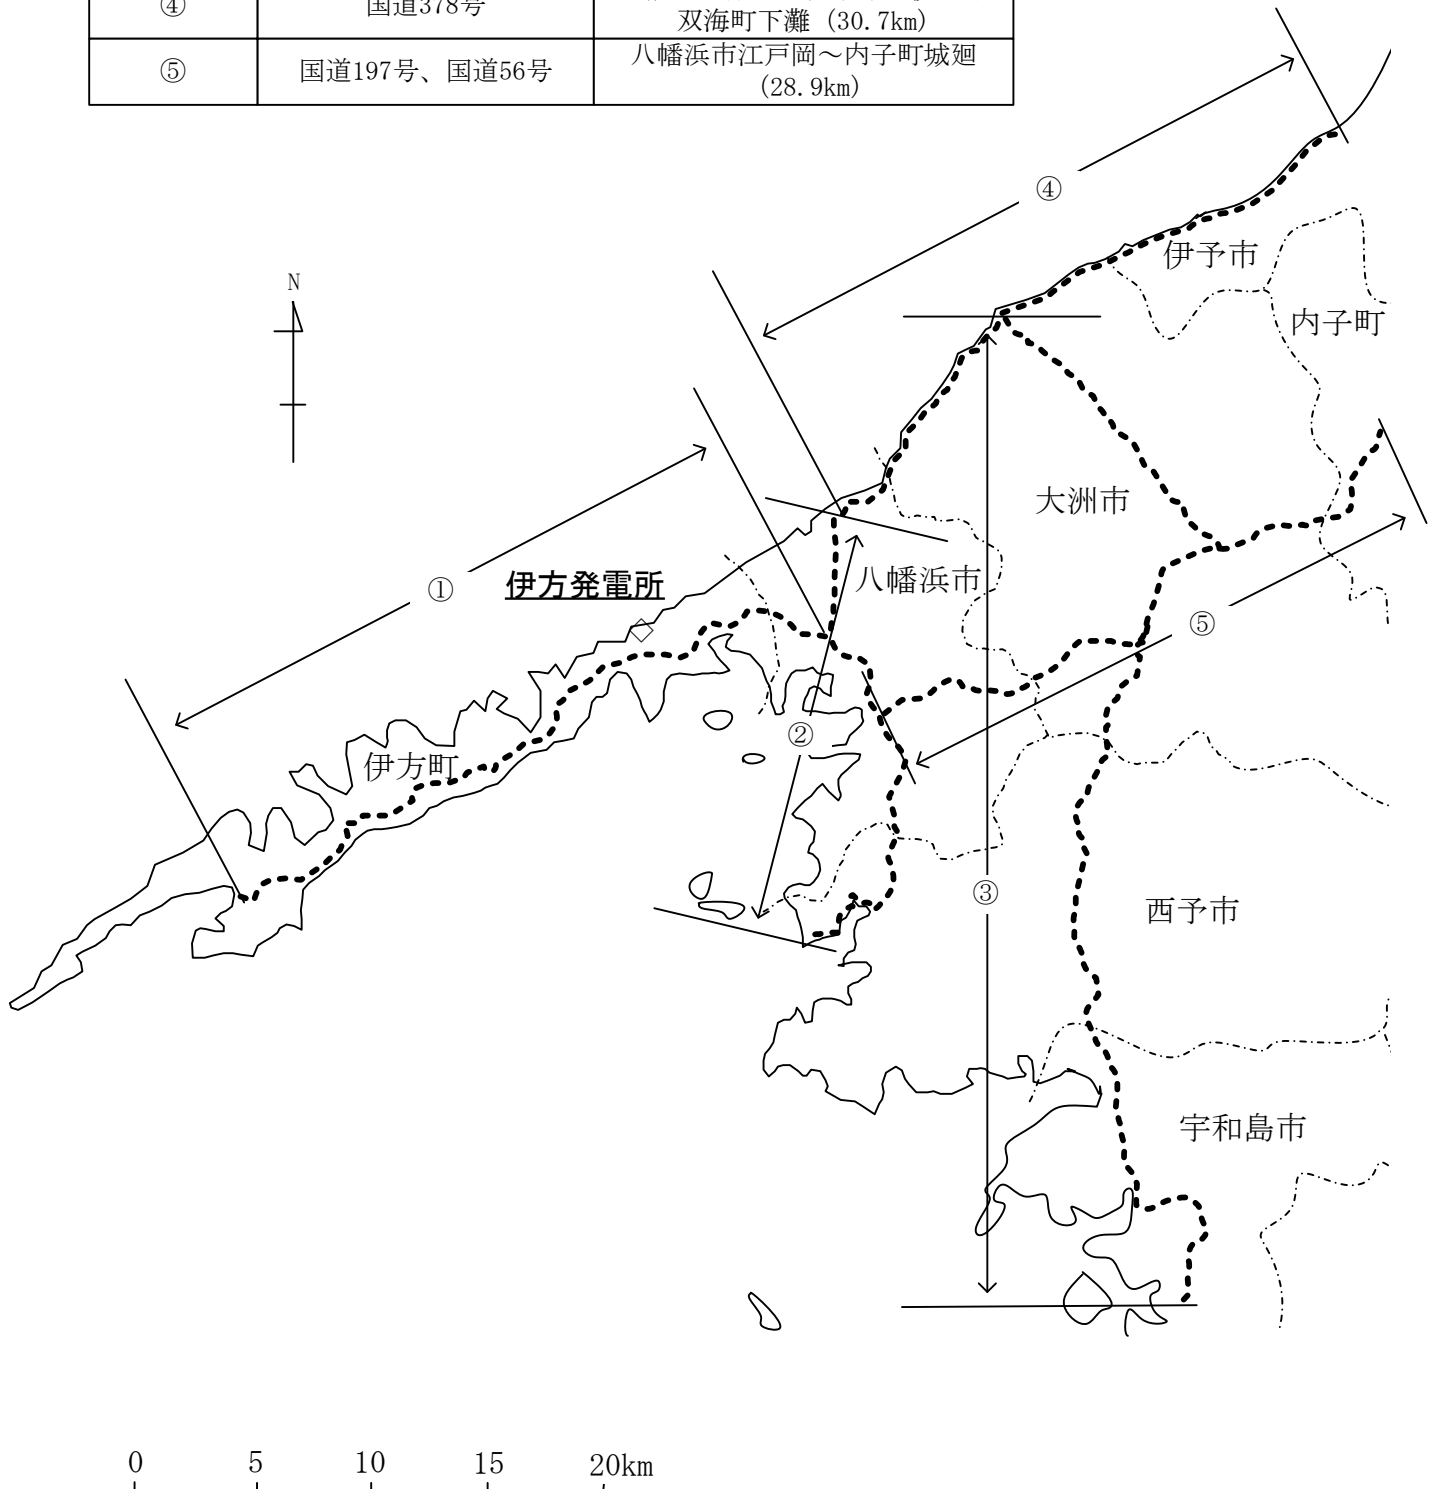 ④
国道378号
双海町下灘 (30.7km)
⑤
国道197号、国道56号
八幡浜市江戸岡～内子町城廻
(28.9km)
④
伊予市
N
内子町
大洲市
①
伊方発電所
八幡浜市
⑤
②
伊方町
③
西予市
宇和島市
0 5 10 15 20km